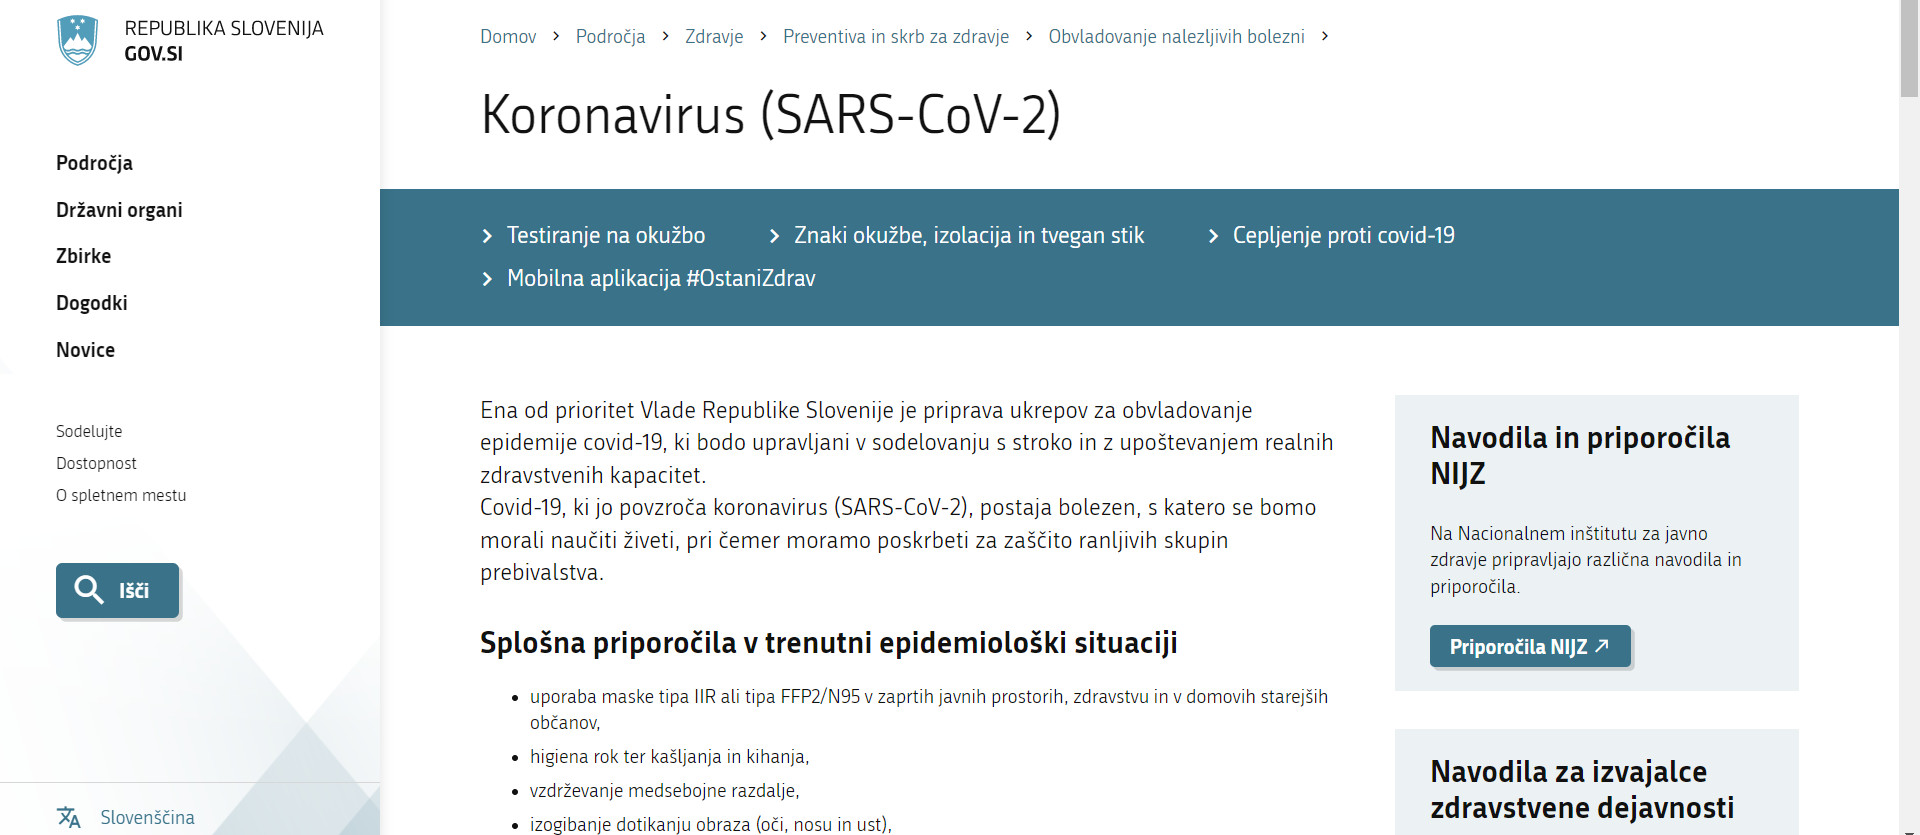 REPUBLIKA SLOVENIJA
GOV.SI
Področja
Državni organi
Zbirke
Dogodki
Novice
Sodelujte
Dostopnost
O spletnem mestu
Išči
Slovenščina
Domov > Področja > Zdravje > Preventiva in skrb za zdravje > Obvladovanje nalezljivih bolezni >
Koronavirus (SARS-CoV-2)
> Testiranje na okužbo > Znaki okužbe, izolacija in tvegan stik > Cepljenje proti covid-19
> Mobilna aplikacija #OstaniZdrav
Ena od prioritet Vlade Republike Slovenije je priprava ukrepov za obvladovanje
epidemije covid-19, ki bodo upravljani v sodelovanju s stroko in z upoštevanjem realnih
zdravstvenih kapacitet.
Covid-19, ki jo povzroča koronavirus (SARS-CoV-2), postaja bolezen, s katero se bomo
morali naučiti živeti, pri čemer moramo poskrbeti za zaščito ranljivih skupin
prebivalstva.
Splošna priporočila v trenutni epidemiološki situaciji
• uporaba maske tipa IIR ali tipa FFP2/N95 v zaprtih javnih prostorih, zdravstvu in v domovih starejših
občanov,
• higiena rok ter kašljanja in kihanja,
• vzdrževanje medsebojne razdalje,
• izogibanje dotikanju obraza (oči, nosu in ust),
Navodila in priporočila
NIJZ
Na Nacionalnem inštitutu za javno
zdravje pripravljajo različna navodila in
priporočila.
Priporočila NIJZ
Navodila za izvajalce
zdravstvene dejavnosti